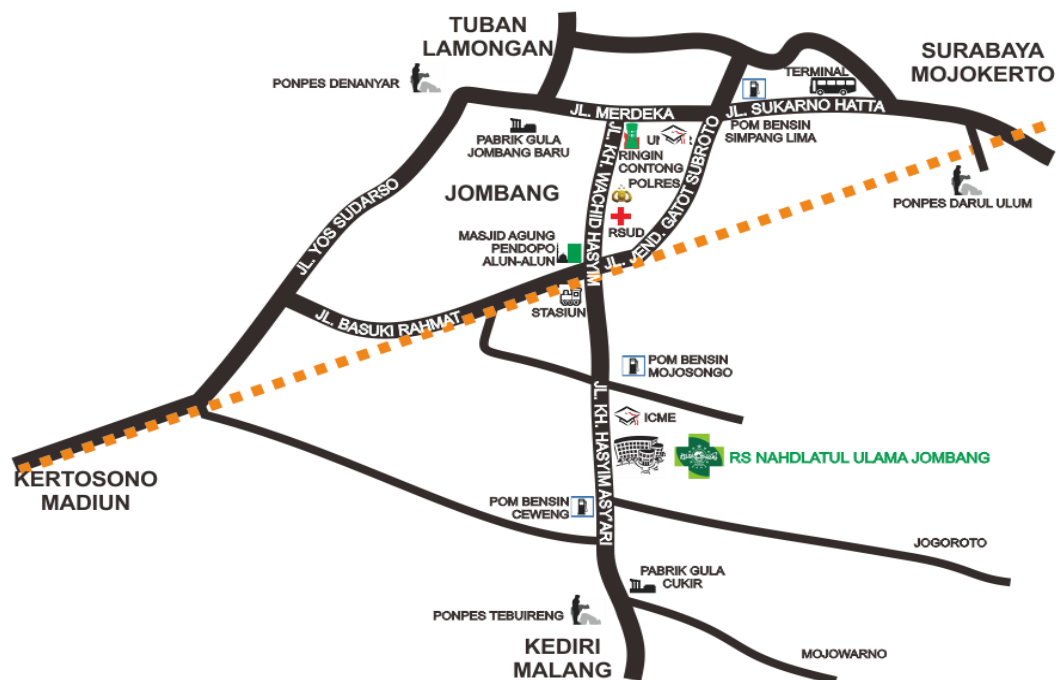 TUBAN
LAMONGAN
SURABAYA
MOJOKERTO
PONPES DENANYAR
TERMINAL
JL. MERDEKA
JL. SUKARNO HATTA
POM BENSIN
SIMPANG LIMA
PABRIK GULA
JOMBANG BARU
RINGIN
CONTONG
POLRES
JL. KH. WACHID HASYIM
JL. JEND. GATOT SUBROTO
JOMBANG
PONPES DARUL ULUM
JL. YOS SUDARSO
RSUD
MASJID AGUNG
PENDOPO
ALUN-ALUN
STASIUN
JL. BASUKI RAHMAT
POM BENSIN
MOJOSONGO
JL. KH. HASYIM ASY'ARI
ICME
RS NAHDLATUL ULAMA JOMBANG
KERTOSONO
MADIUN
POM BENSIN
CEWENG
JOGOROTO
PABRIK GULA
CUKIR
PONPES TEBUIRENG
KEDIRI
MALANG
MOJOWARNO